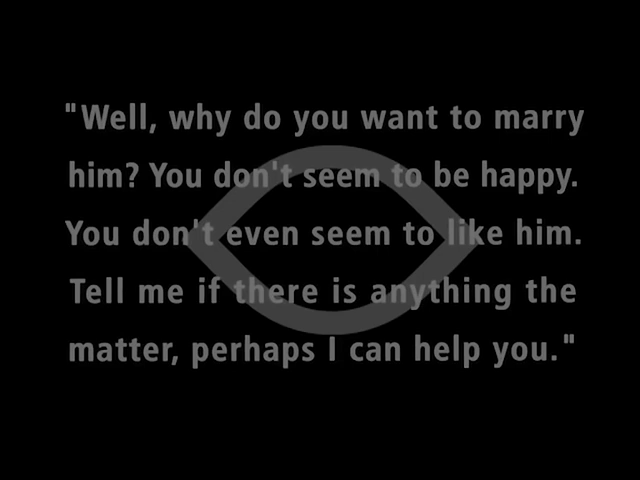 "Well, why do you want to marry
him? You don't seem to be happy.
You don't even seem to like him.
Tell me if there is anything the
matter, perhaps I can help you."